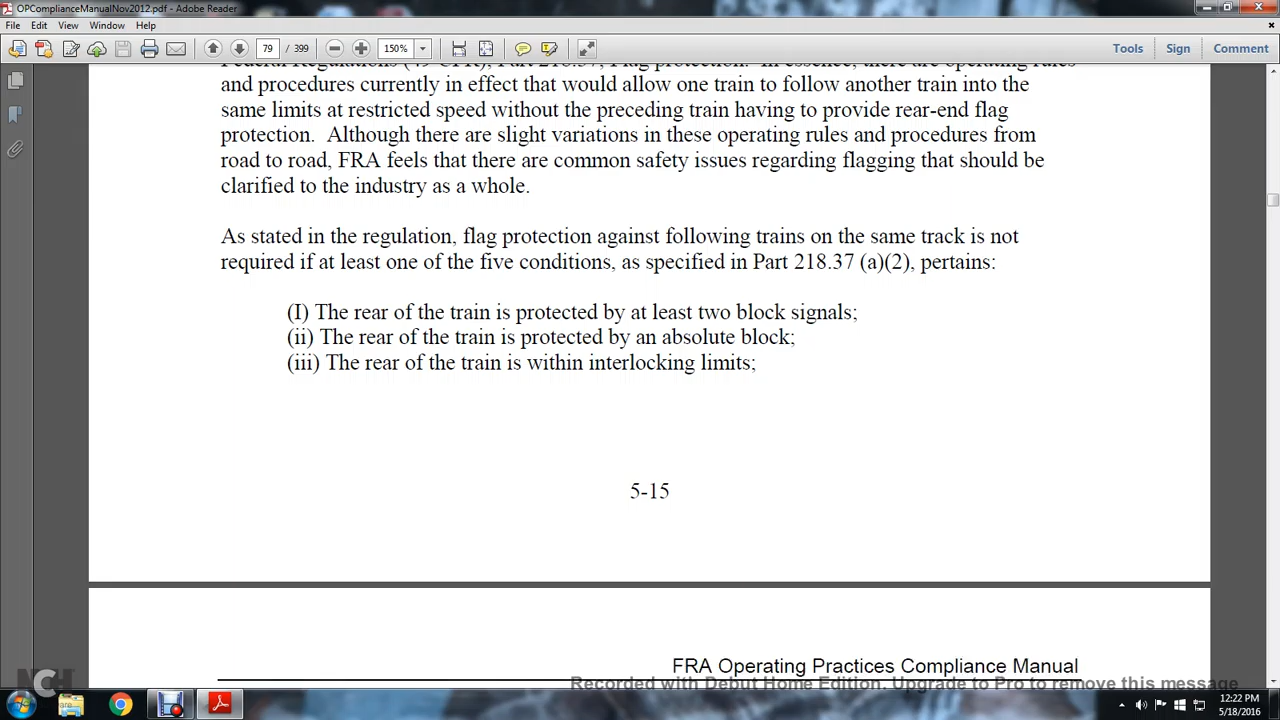 OPComplianceManualNov2012.pdf - Adobe Reader
File Edit View Window Help
79 / 399 150% Tools Sign Comment
and procedures currently in effect that would allow one train to follow another train into the
same limits at restricted speed without the preceding train having to provide rear-end flag
protection. Although there are slight variations in these operating rules and procedures from
road to road, FRA feels that there are common safety issues regarding flagging that should be
clarified to the industry as a whole.
As stated in the regulation, flag protection against following trains on the same track is not
required if at least one of the five conditions, as specified in Part 218.37 (a)(2), pertains:
(I) The rear of the train is protected by at least two block signals;
(ii) The rear of the train is protected by an absolute block;
(iii) The rear of the train is within interlocking limits;
5-15
FRA Operating Practices Compliance Manual
Recorded with Debut Home Edition. Upgrade to Pro to remove this message
NCH
12:22 PM
5/18/2016